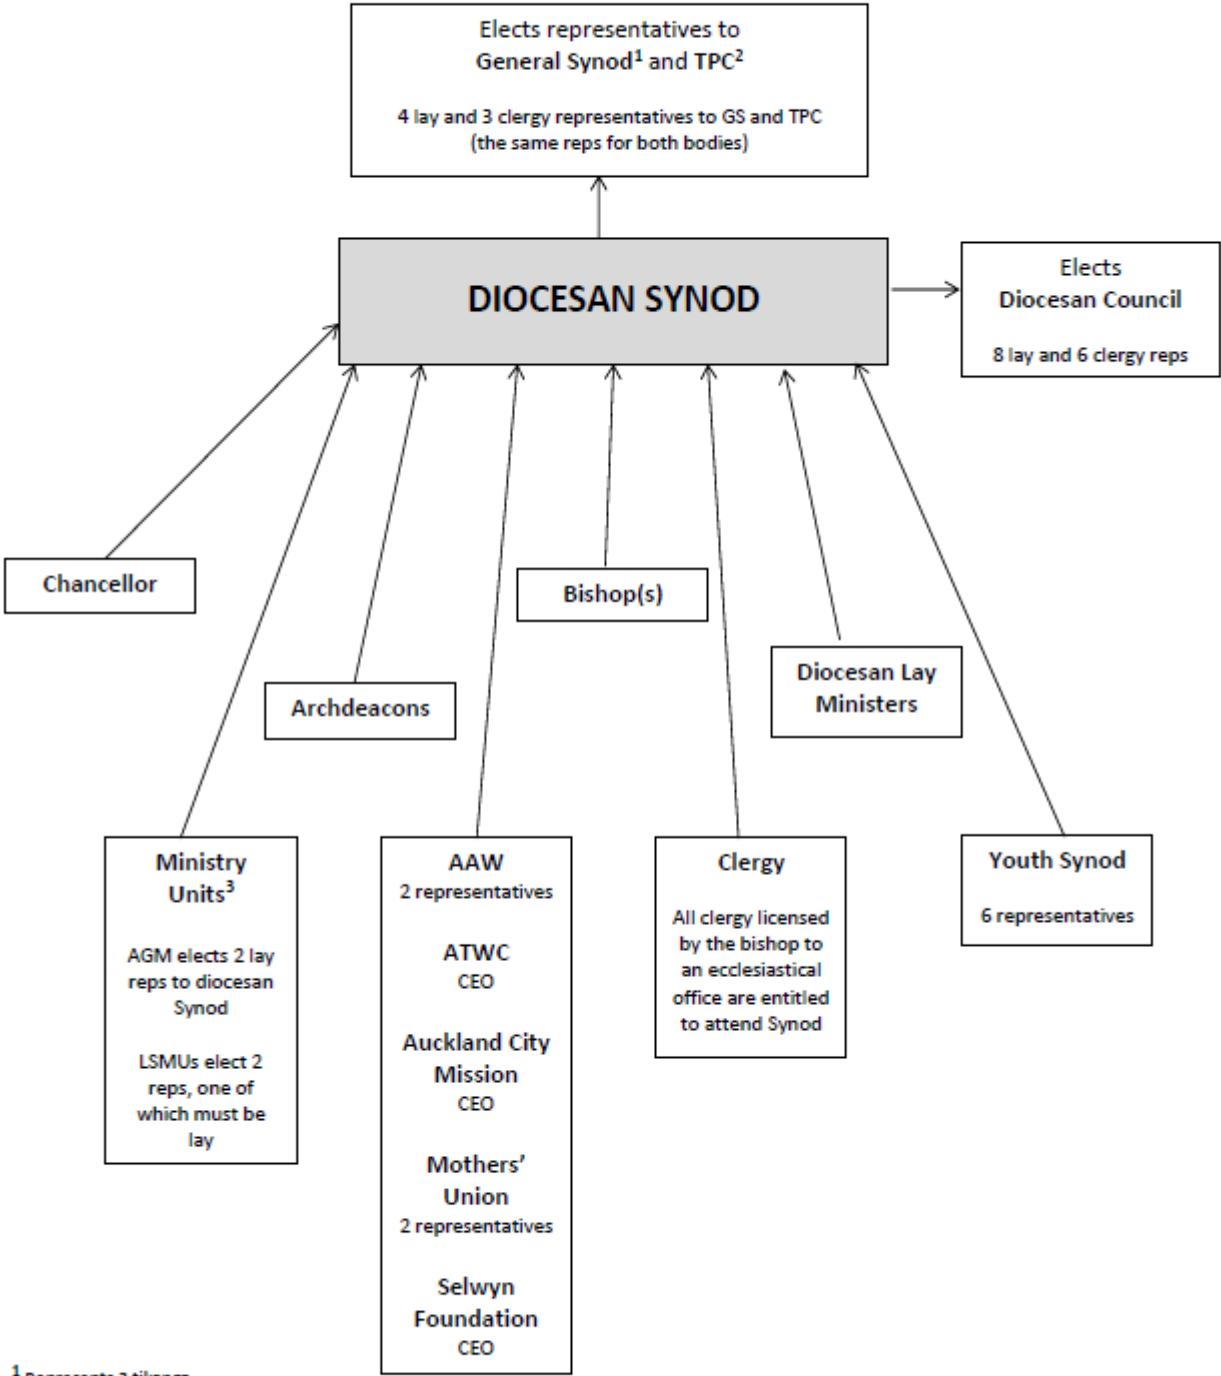 Elects representatives to
General Synod¹ and TPC²
4 lay and 3 clergy representatives to GS and TPC
(the same reps for both bodies)
DIOCESAN SYNOD
Elects
Diocesan Council
8 lay and 6 clergy reps
Chancellor
Bishop(s)
Diocesan Lay
Ministers
Archdeacons
Ministry
Units³
AGM elects 2 lay
reps to diocesan
Synod
LSMUs elect 2
reps, one of
which must be
lay
AAW
2 representatives
ATWC
CEO
Auckland City
Mission
CEO
Mothers’
Union
2 representatives
Selwyn
Foundation
CEO
Clergy
All clergy licensed
by the bishop to
an ecclesiastical
office are entitled
to attend Synod
Youth Synod
6 representatives
1 Represents 3 tikanga